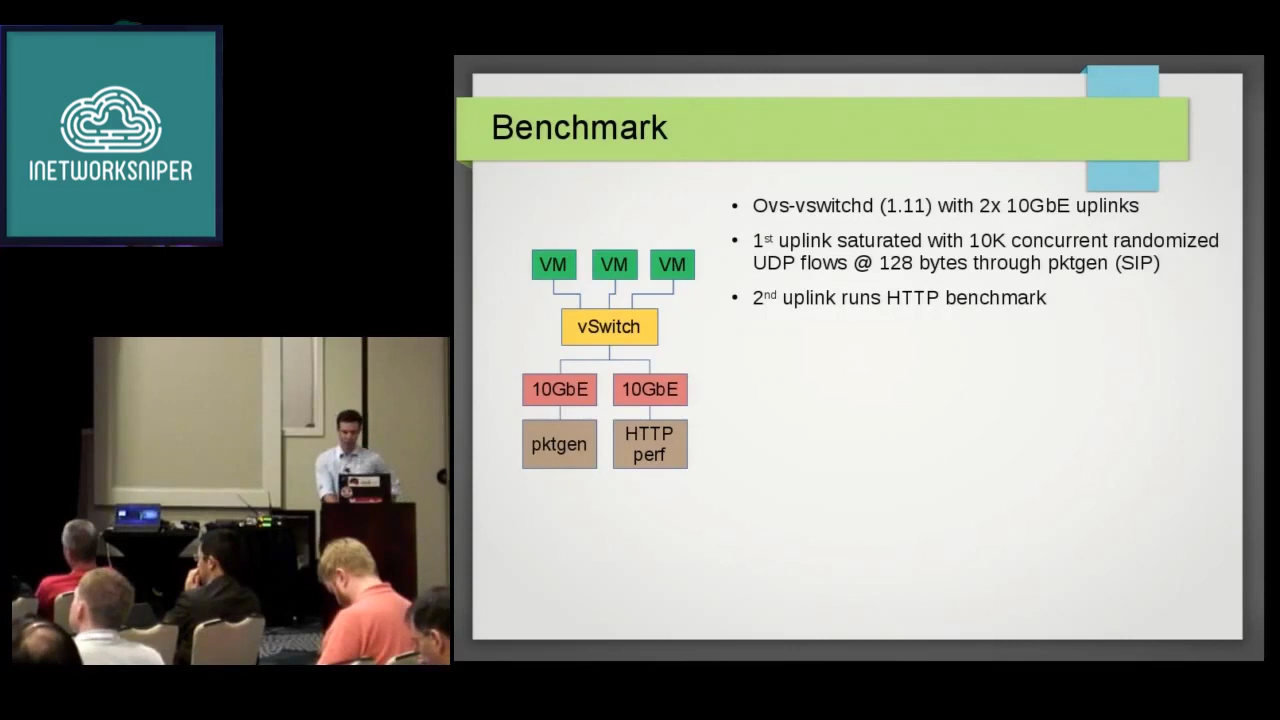 INETWORKSNIPER
Benchmark
• Ovs-vswitchd (1.11) with 2x 10GbE uplinks
• 1st uplink saturated with 10K concurrent randomized
UDP flows @ 128 bytes through pktgen (SIP)
• 2nd uplink runs HTTP benchmark
VM VM VM
vSwitch
10GbE 10GbE
pktgen HTTP
perf